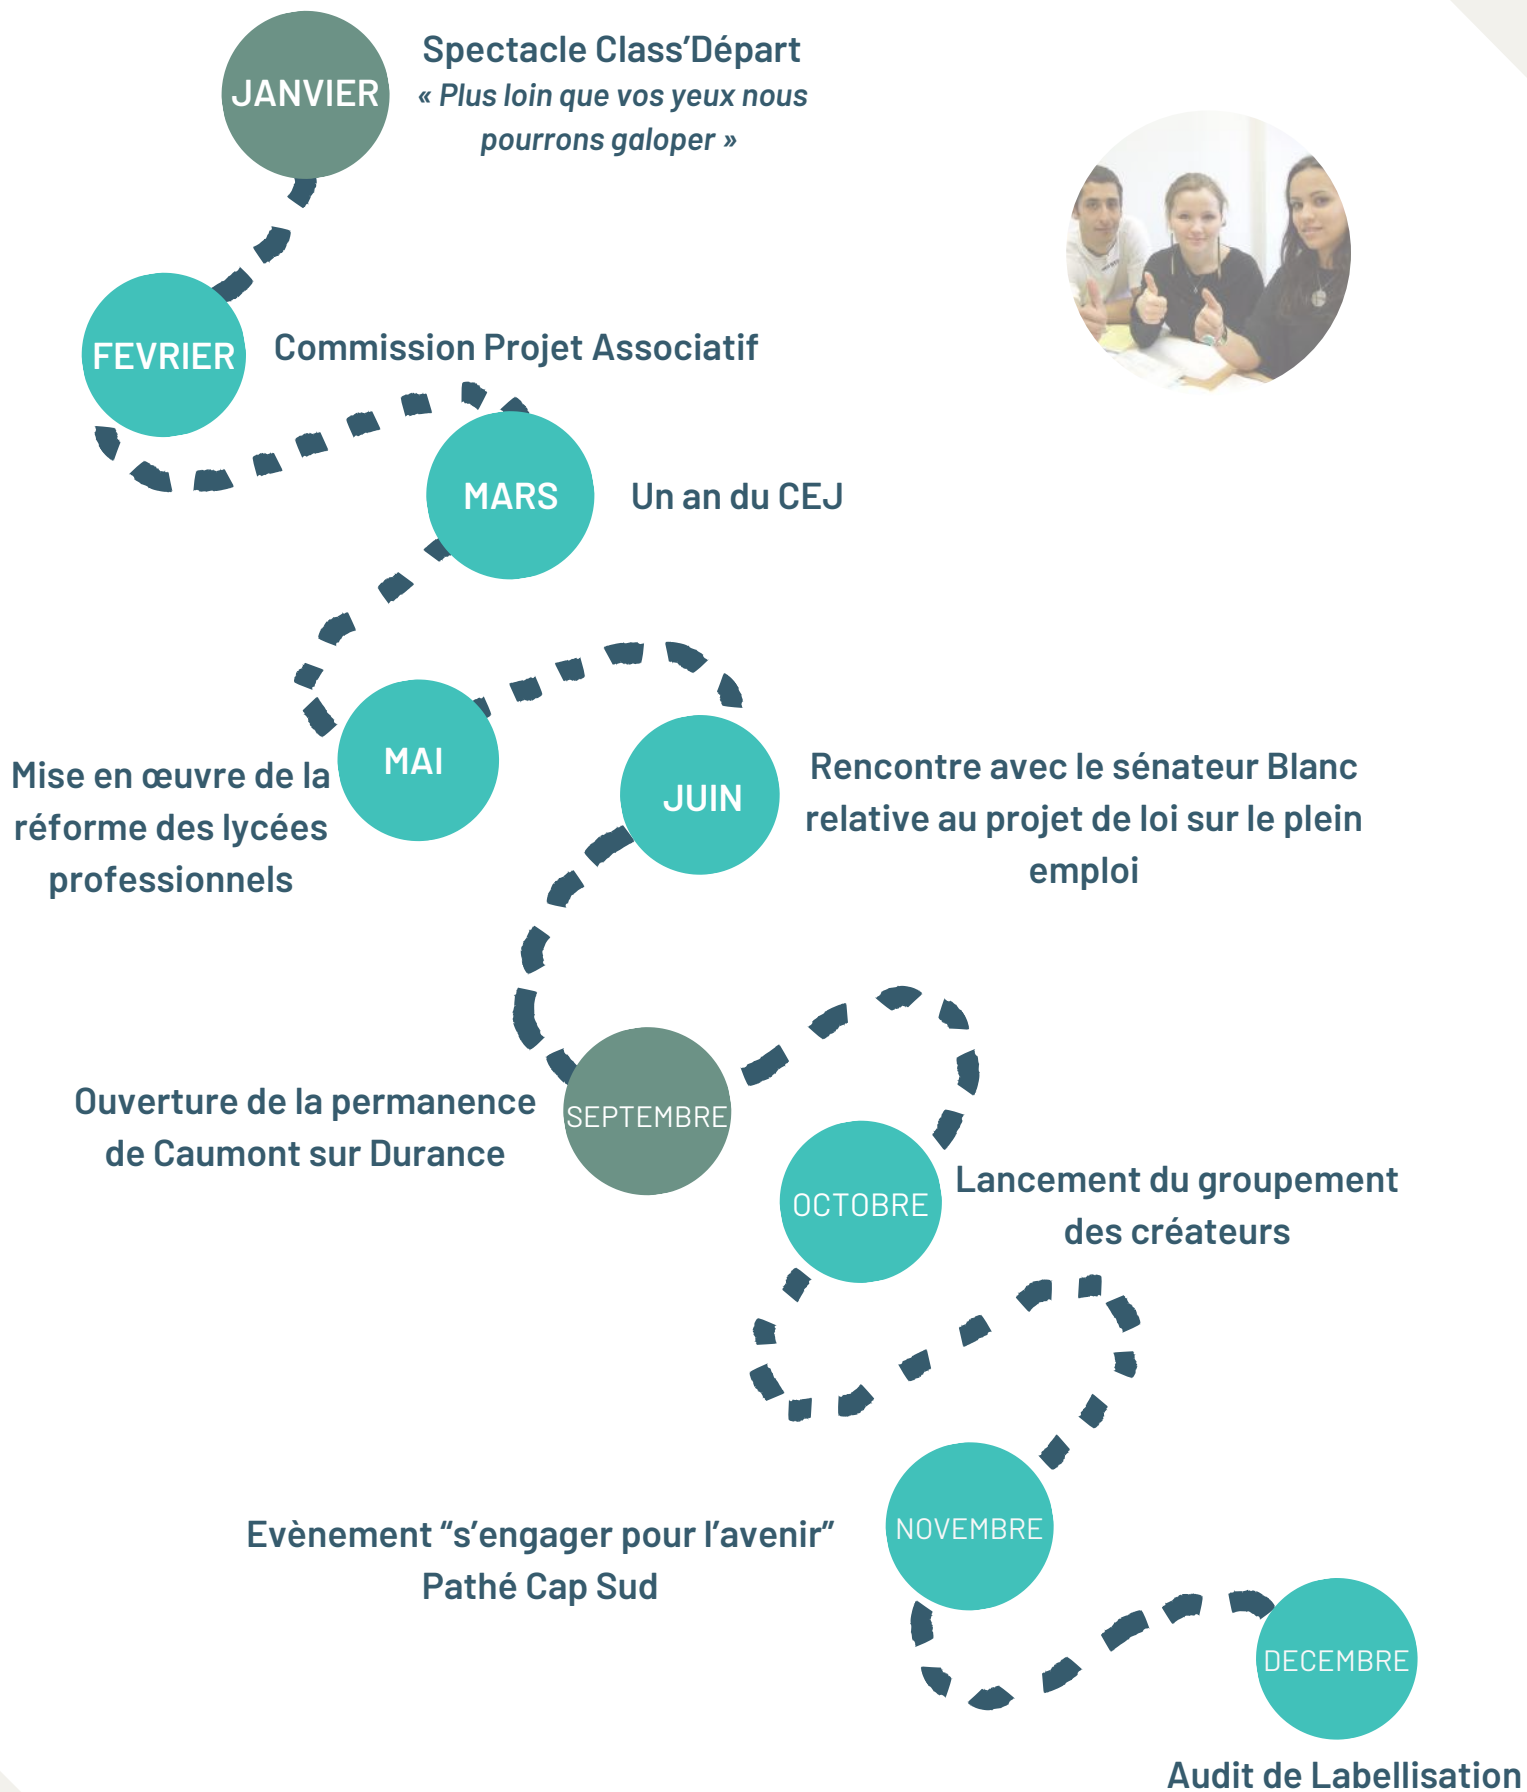 JANVIER
Spectacle Class’Départ
« Plus loin que vos yeux nous
pourrons galoper »
FEVRIER
Commission Projet Associatif
MARS
Un an du CEJ
MAI
Mise en œuvre de la
réforme des lycées
professionnels
JUIN
Rencontre avec le sénateur Blanc
relative au projet de loi sur le plein
emploi
SEPTEMBRE
Ouverture de la permanence
de Caumont sur Durance
OCTOBRE
Lancement du groupement
des créateurs
NOVEMBRE
Evènement “s’engager pour l’avenir”
Pathé Cap Sud
DECEMBRE
Audit de Labellisation